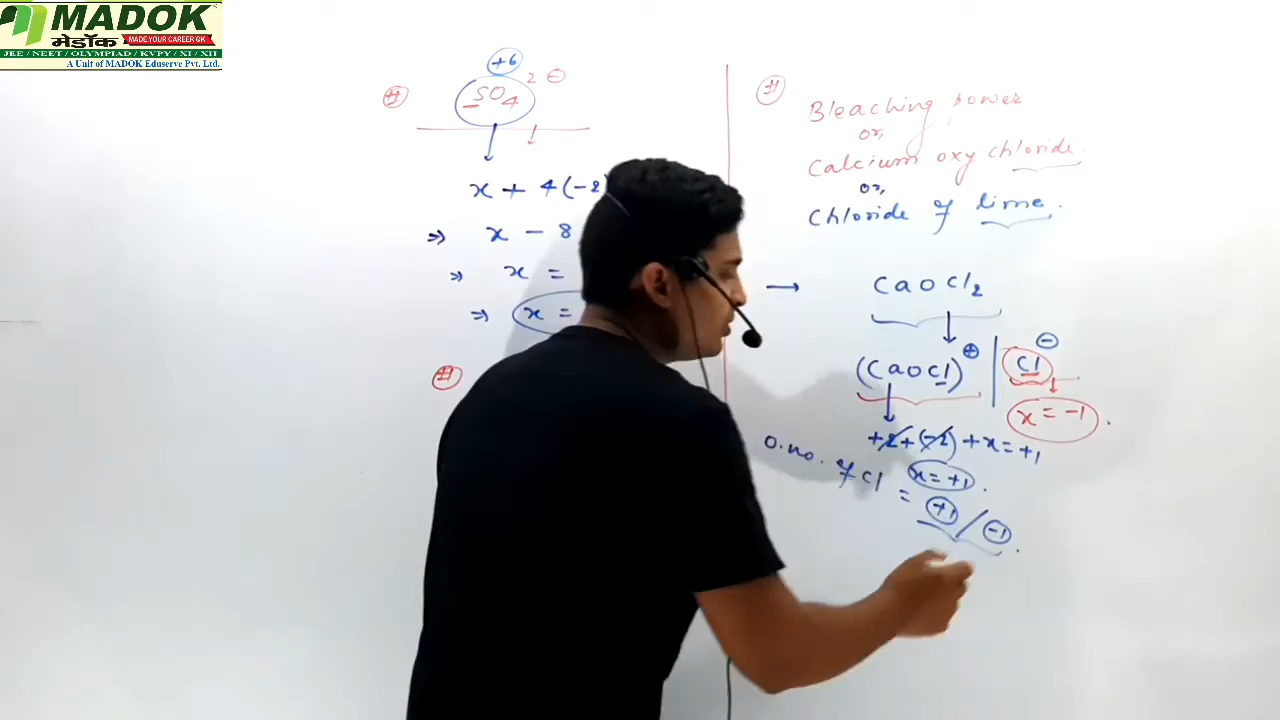 MADOK
मेडॉक MADE YOUR CAREER GK
JEE / NEET / OLYMPIAD / KVPY / XI / XII
A Unit of MADOK Eduserve Pvt. Ltd.
# +6
SO4 2 ⊖
x + 4(-2)
⇒ x - 8
⇒ x =
⇒ x =
#
# Bleaching power
or,
Calcium oxy chloride.
or,
Chloride of lime.
→ CaOCl2
(CaOCl)⊕ | Cl⊖
x = -1.
+2+(-2)+x=+1
x=+1.
O.no. of Cl = +1/-1.